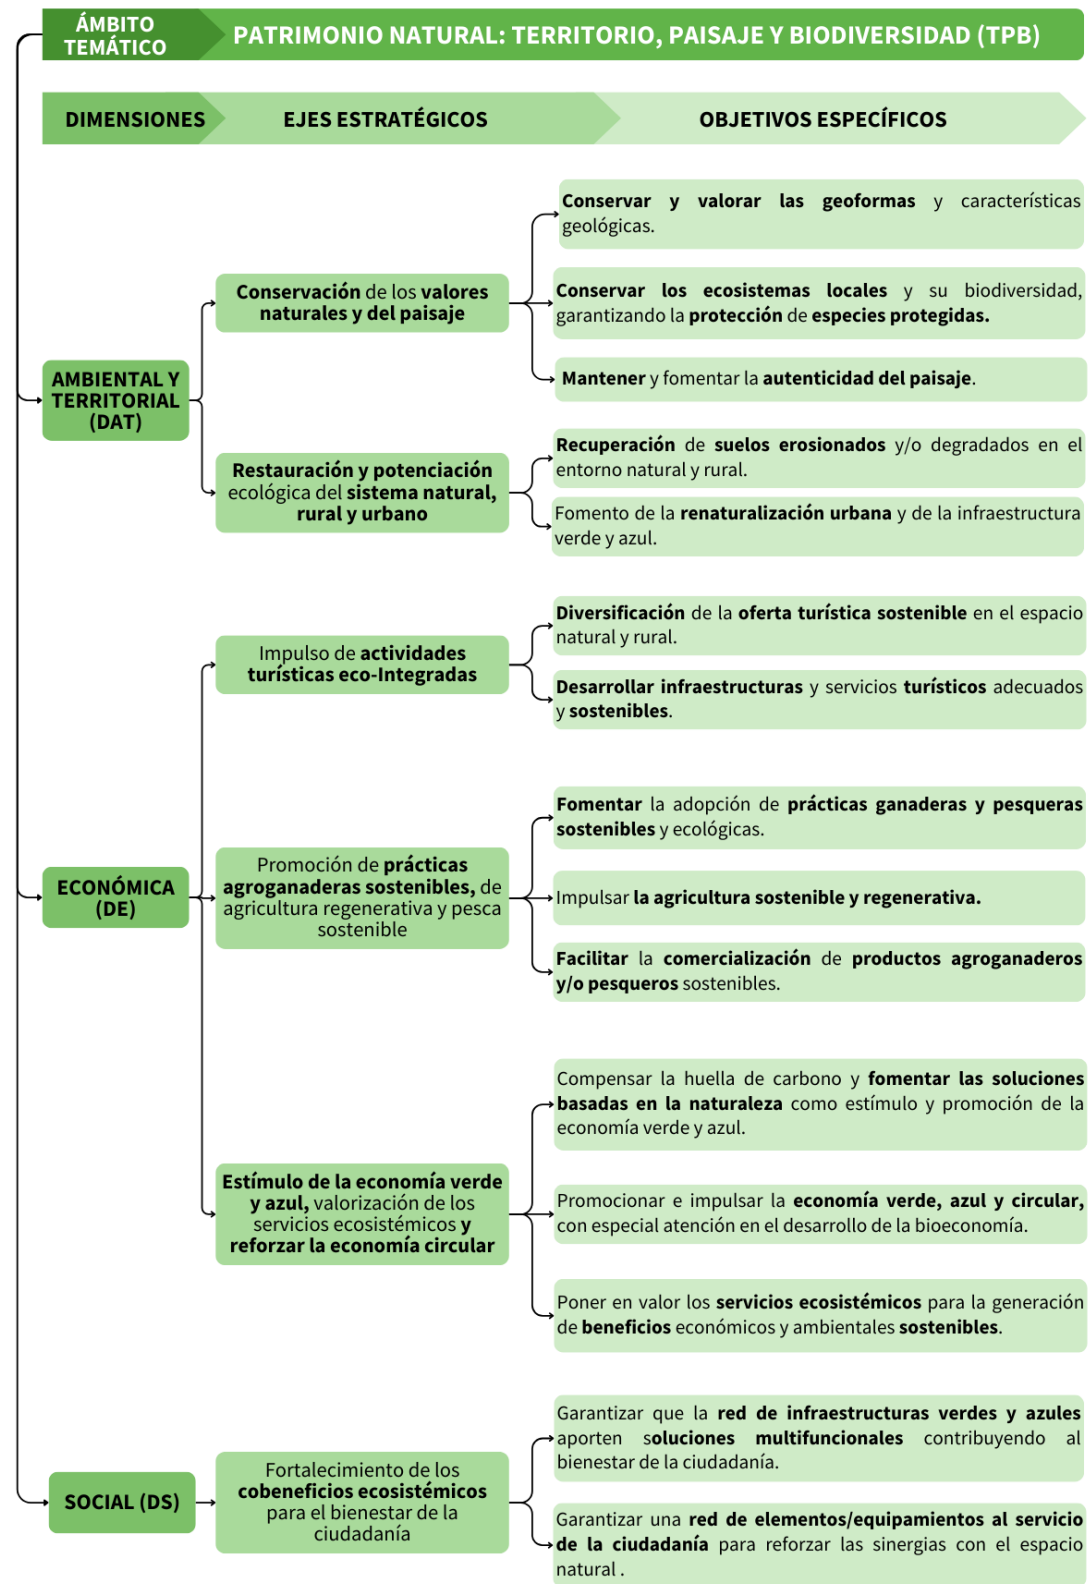 ÁMBITO
TEMÁTICO
PATRIMONIO NATURAL: TERRITORIO, PAISAJE Y BIODIVERSIDAD (TPB)
DIMENSIONES
EJES ESTRATÉGICOS
OBJETIVOS ESPECÍFICOS
AMBIENTAL Y
TERRITORIAL
(DAT)
Conservación de los valores
naturales y del paisaje
Conservar y valorar las geoformas y características
geológicas.
Conservar los ecosistemas locales y su biodiversidad,
garantizando la protección de especies protegidas.
Mantener y fomentar la autenticidad del paisaje.
Restauración y potenciación
ecológica del sistema natural,
rural y urbano
Recuperación de suelos erosionados y/o degradados en el
entorno natural y rural.
Fomento de la renaturalización urbana y de la infraestructura
verde y azul.
ECONÓMICA
(DE)
Impulso de actividades
turísticas eco-Integradas
Diversificación de la oferta turística sostenible en el espacio
natural y rural.
Desarrollar infraestructuras y servicios turísticos adecuados
y sostenibles.
Promoción de prácticas
agroganaderas sostenibles, de
agricultura regenerativa y pesca
sostenible
Fomentar la adopción de prácticas ganaderas y pesqueras
sostenibles y ecológicas.
Impulsar la agricultura sostenible y regenerativa.
Facilitar la comercialización de productos agroganaderos
y/o pesqueros sostenibles.
Estímulo de la economía verde
y azul, valorización de los
servicios ecosistémicos y
reforzar la economía circular
Compensar la huella de carbono y fomentar las soluciones
basadas en la naturaleza como estímulo y promoción de la
economía verde y azul.
Promocionar e impulsar la economía verde, azul y circular,
con especial atención en el desarrollo de la bioeconomía.
Poner en valor los servicios ecosistémicos para la generación
de beneficios económicos y ambientales sostenibles.
SOCIAL (DS)
Fortalecimiento de los
cobeneficios ecosistémicos
para el bienestar de la
ciudadanía
Garantizar que la red de infraestructuras verdes y azules
aporten soluciones multifuncionales contribuyendo al
bienestar de la ciudadanía.
Garantizar una red de elementos/equipamientos al servicio
de la ciudadanía para reforzar las sinergias con el espacio
natural .